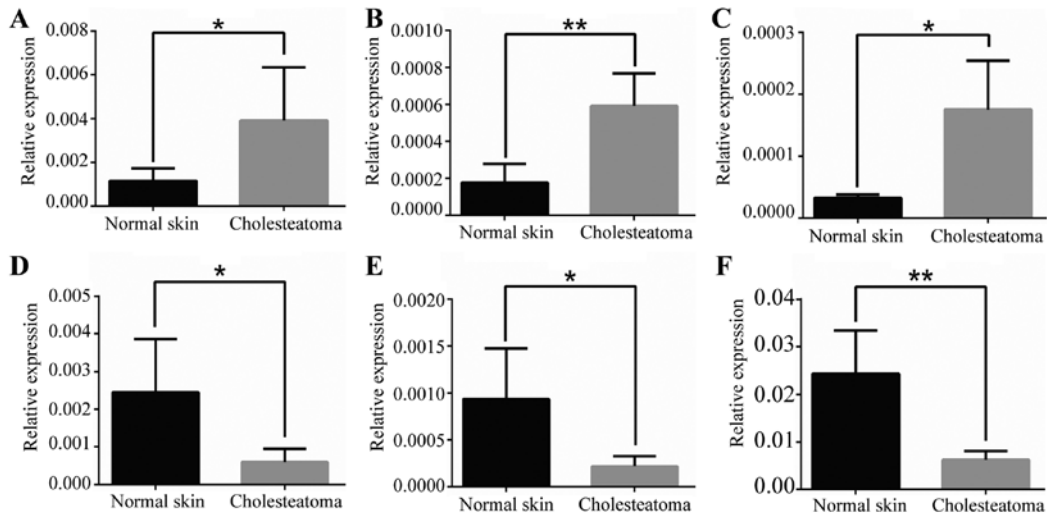 A
Relative expression
0.008
0.006
0.004
0.002
0.000
*
Normal skin
Cholesteatoma
B
Relative expression
0.0010
0.0008
0.0006
0.0004
0.0002
0.0000
**
Normal skin
Cholesteatoma
C
Relative expression
0.0003
0.0002
0.0001
0.0000
*
Normal skin
Cholesteatoma
D
Relative expression
0.005
0.004
0.003
0.002
0.001
0.000
*
Normal skin
Cholesteatoma
E
Relative expression
0.0020
0.0015
0.0010
0.0005
0.0000
*
Normal skin
Cholesteatoma
F
Relative expression
0.04
0.03
0.02
0.01
0.00
**
Normal skin
Cholesteatoma